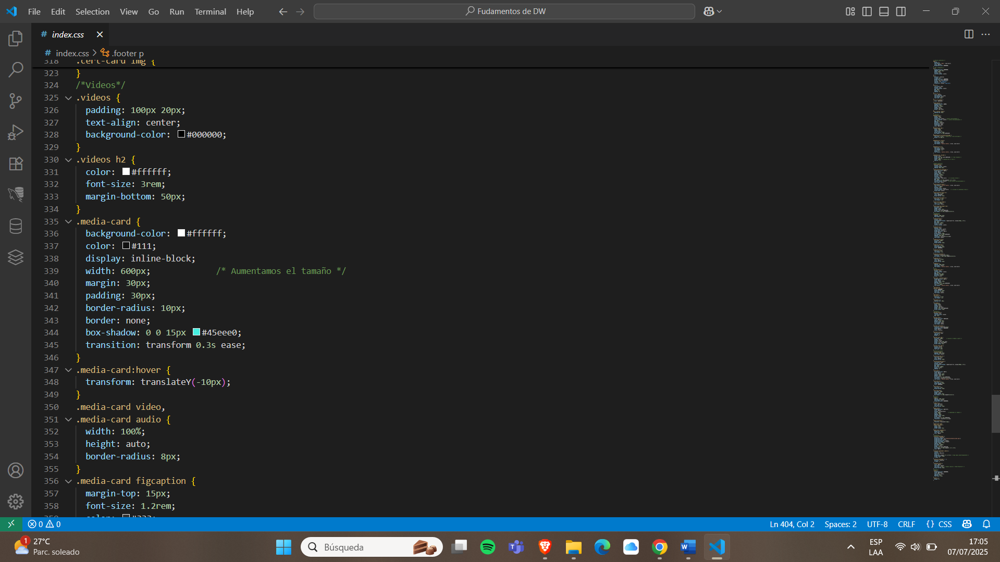 File Edit Selection View Go Run Terminal Help
Fudamentos de DW
# index.css
# index.css > .footer p
318 .cert-card img {
323 }
324 /*Videos*/
325 .videos {
326 padding: 100px 20px;
327 text-align: center;
328 background-color: #000000;
329 }
330 .videos h2 {
331 color: #ffffff;
332 font-size: 3rem;
333 margin-bottom: 50px;
334 }
335 .media-card {
336 background-color: #ffffff;
337 color: #111;
338 display: inline-block;
339 width: 600px; /* Aumentamos el tamaño */
340 margin: 30px;
341 padding: 30px;
342 border-radius: 10px;
343 border: none;
344 box-shadow: 0 0 15px #45eee0;
345 transition: transform 0.3s ease;
346 }
347 .media-card:hover {
348 transform: translateY(-10px);
349 }
350 .media-card video,
351 .media-card audio {
352 width: 100%;
353 height: auto;
354 border-radius: 8px;
355 }
356 .media-card figcaption {
357 margin-top: 15px;
358 font-size: 1.2rem;
0 0
Ln 404, Col 2 Spaces: 2 UTF-8 CRLF {} CSS
1 27°C
Parc. soleado
Búsqueda
ESP
LAA
17:05
07/07/2025